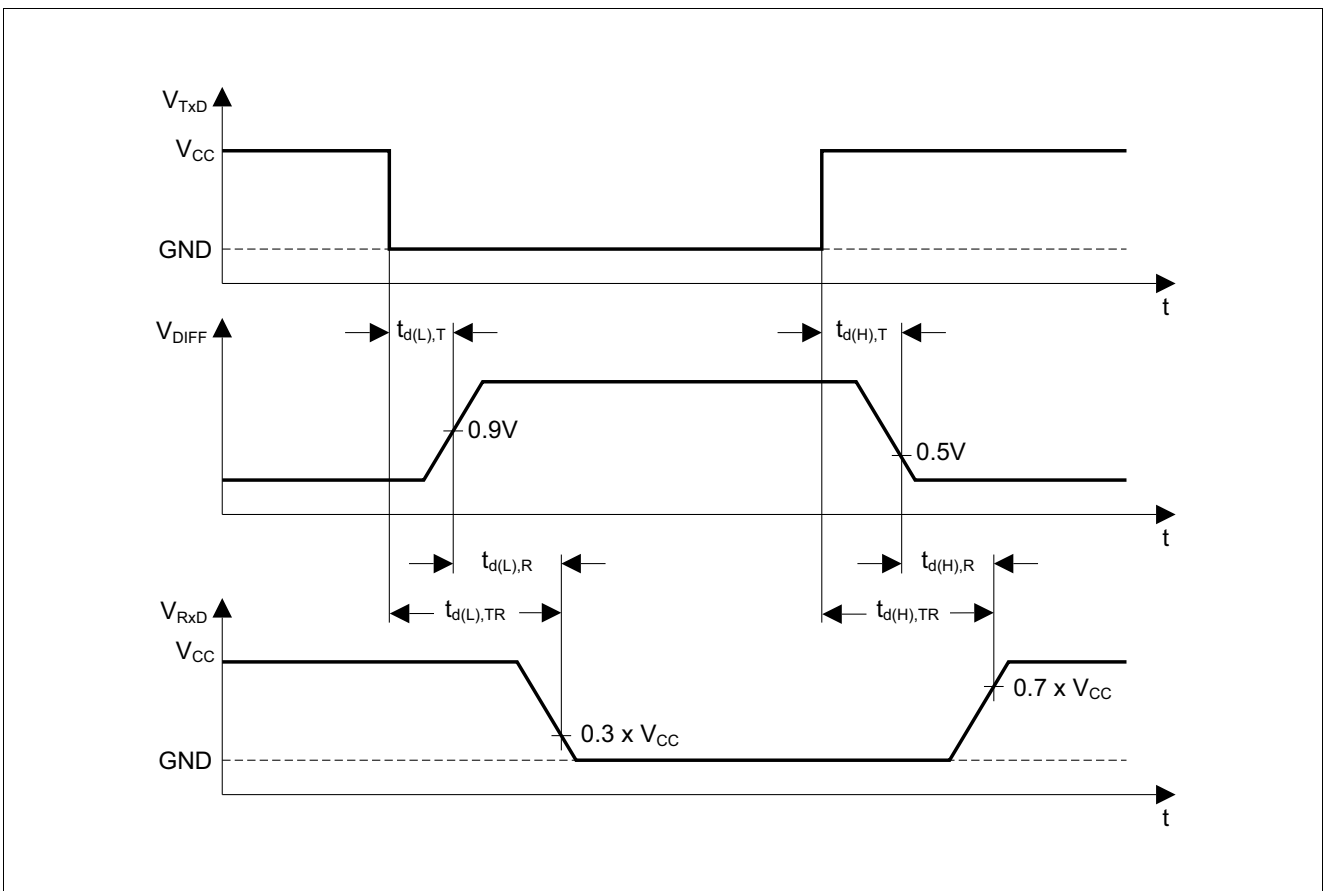 V_TxD
V_CC
GND
t
V_DIFF
t_d(L),T
t_d(H),T
0.9V
0.5V
t
t_d(L),R
t_d(H),R
t_d(L),TR
t_d(H),TR
V_RxD
V_CC
0.7 x V_CC
0.3 x V_CC
GND
t